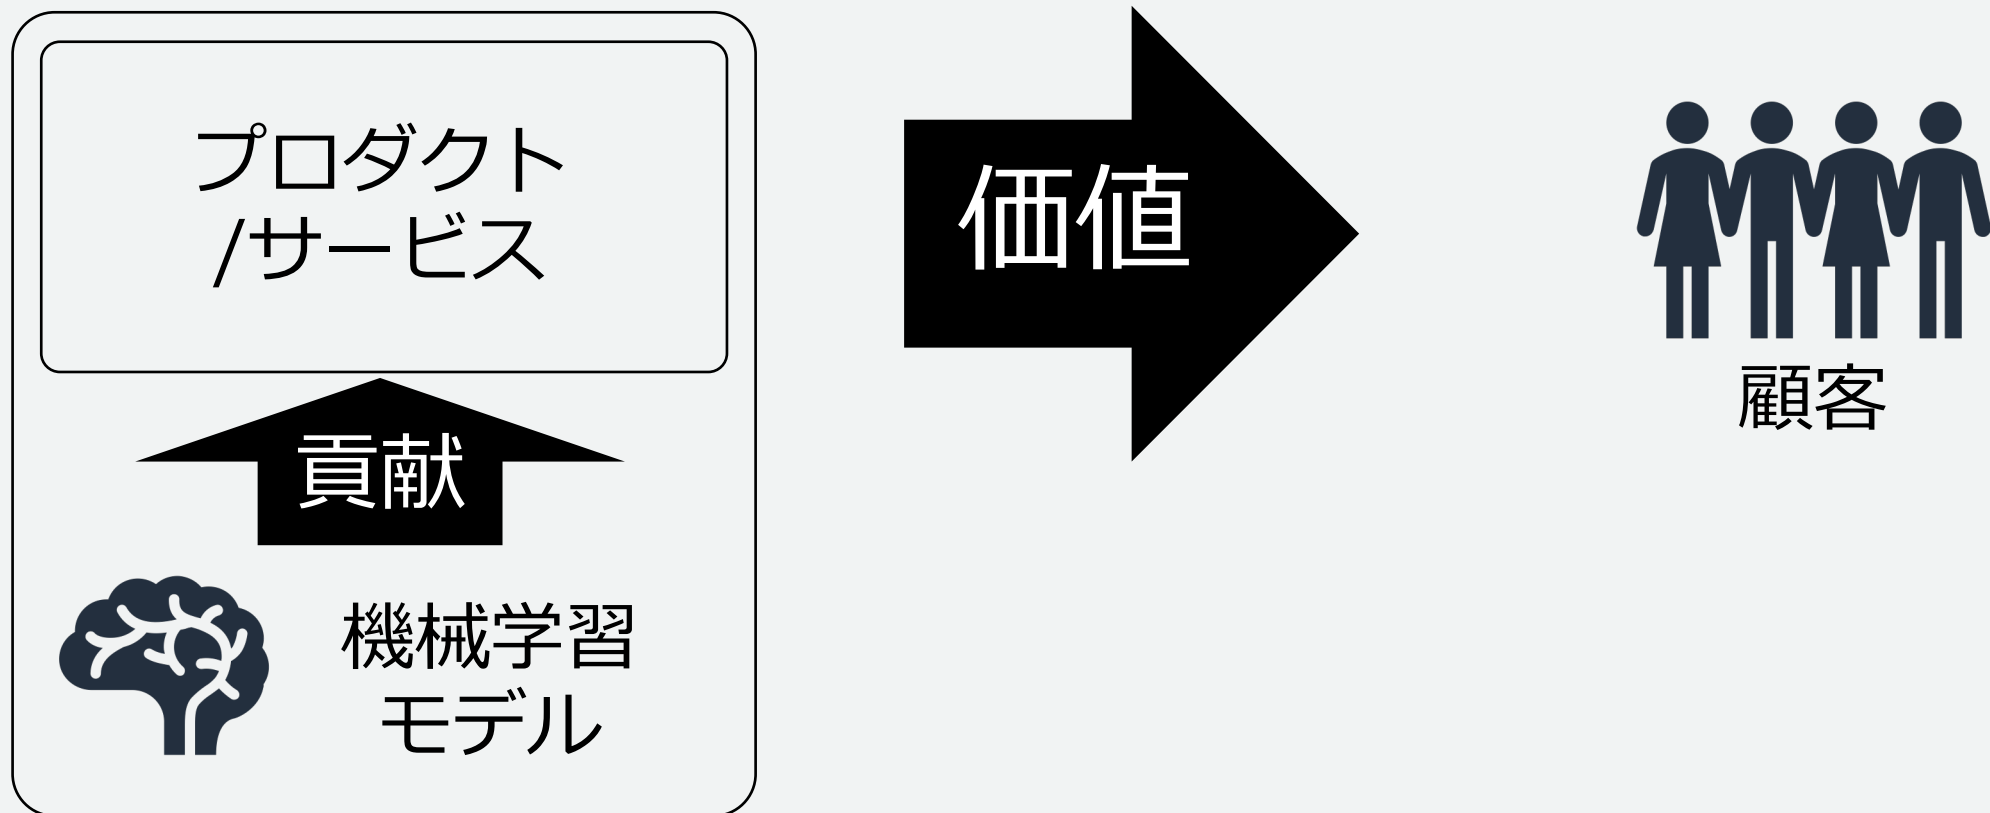 プロダクト
/サービス
価値
顧客
貢献
機械学習
モデル